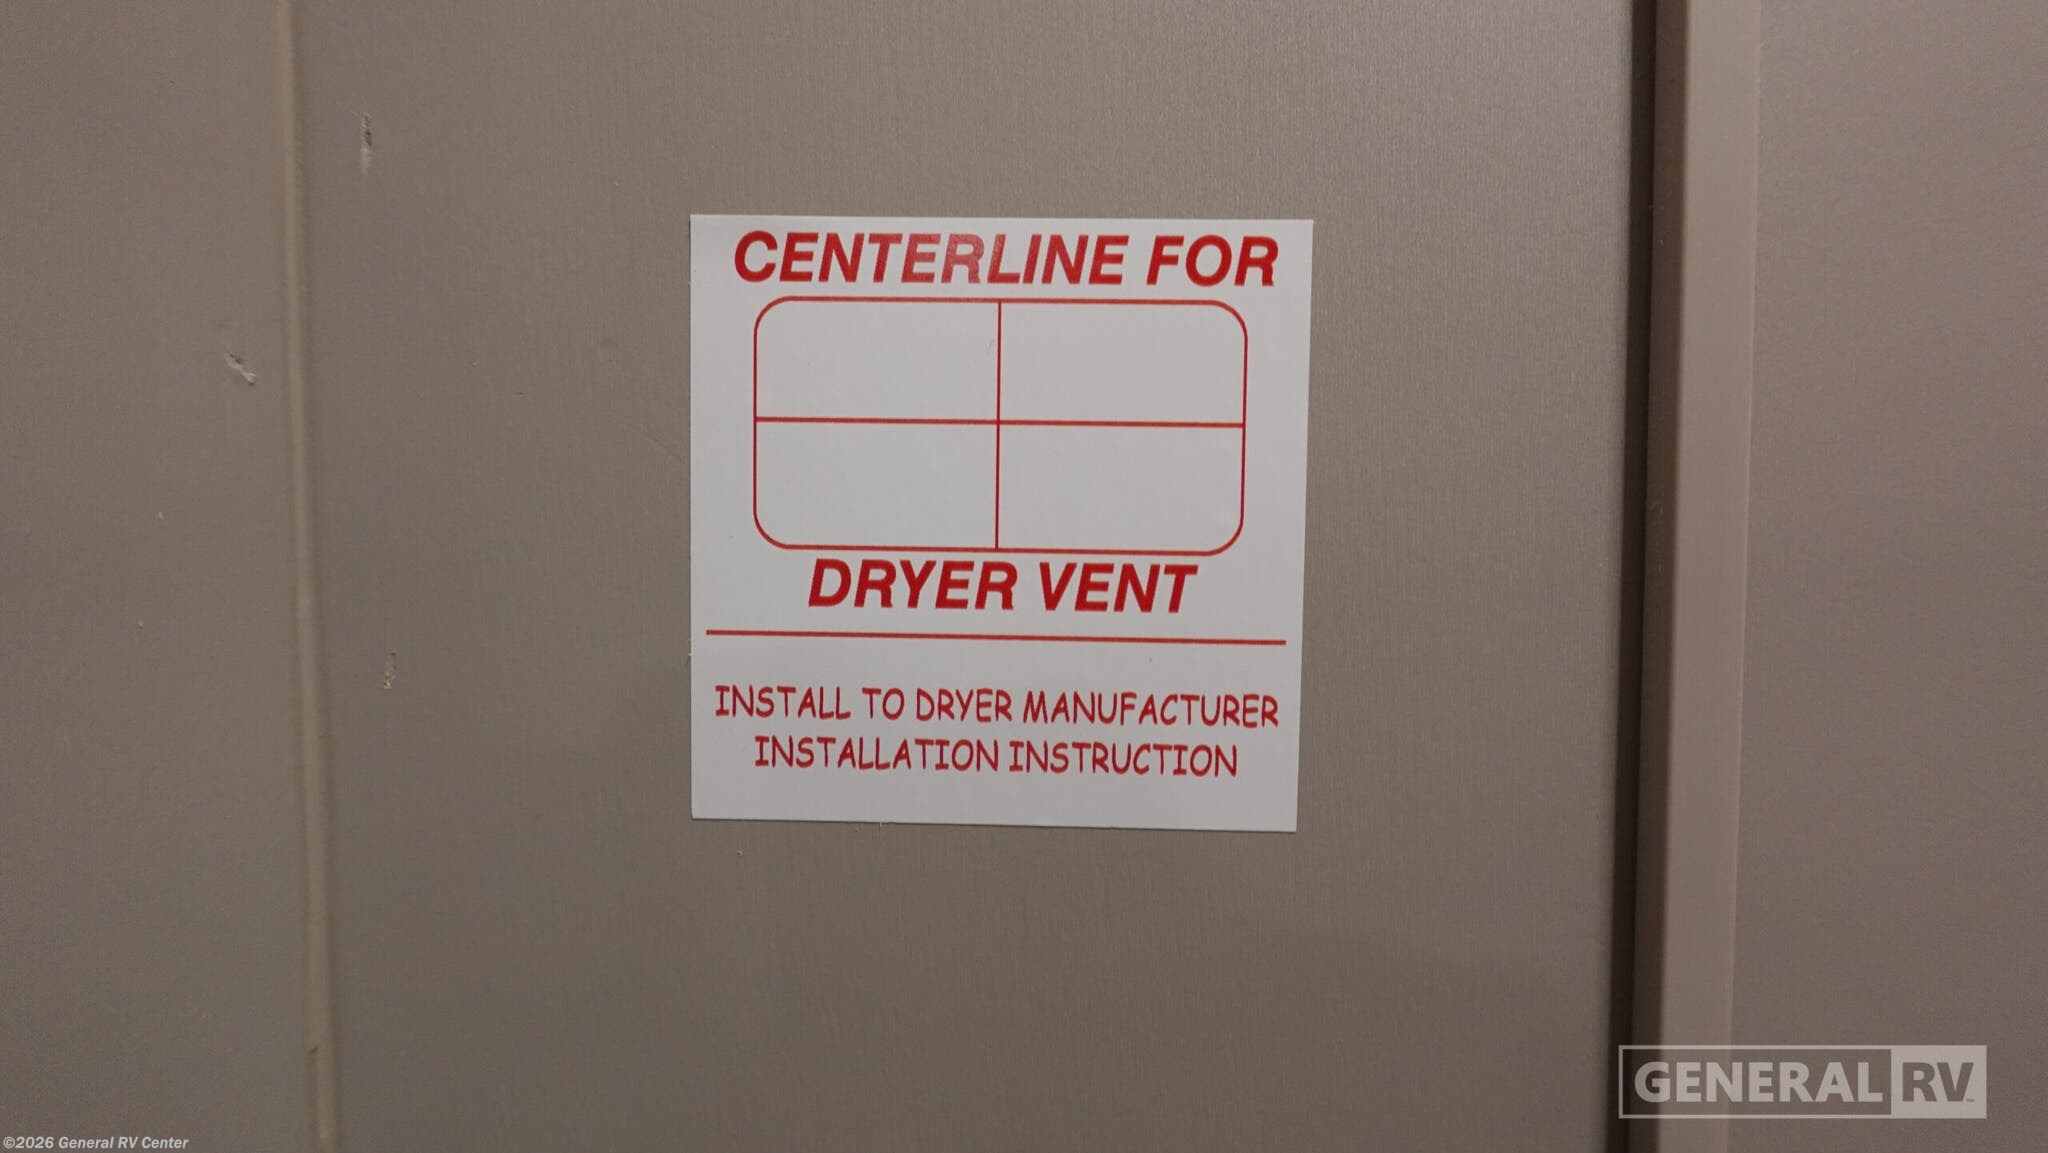 CENTERLINE FOR
DRYER VENT
INSTALL TO DRYER MANUFACTURER
INSTALLATION INSTRUCTION
GENERAL RV
©2026 General RV Center